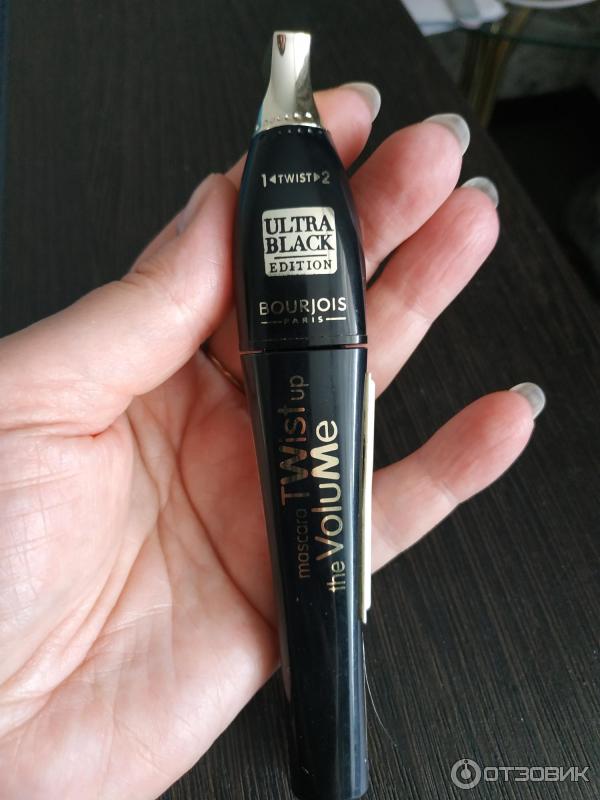 1◄TWIST►2
ULTRA
BLACK
EDITION
BOURJOIS
PARIS
mascara TWist up
the VoluMe
ОТЗОВИК